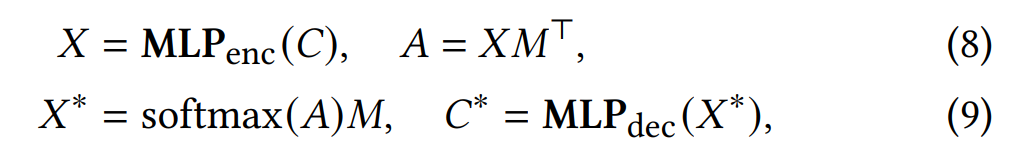 X = MLP_enc(C), A = XM^⊤, (8)
X* = softmax(A)M, C* = MLP_dec(X*), (9)